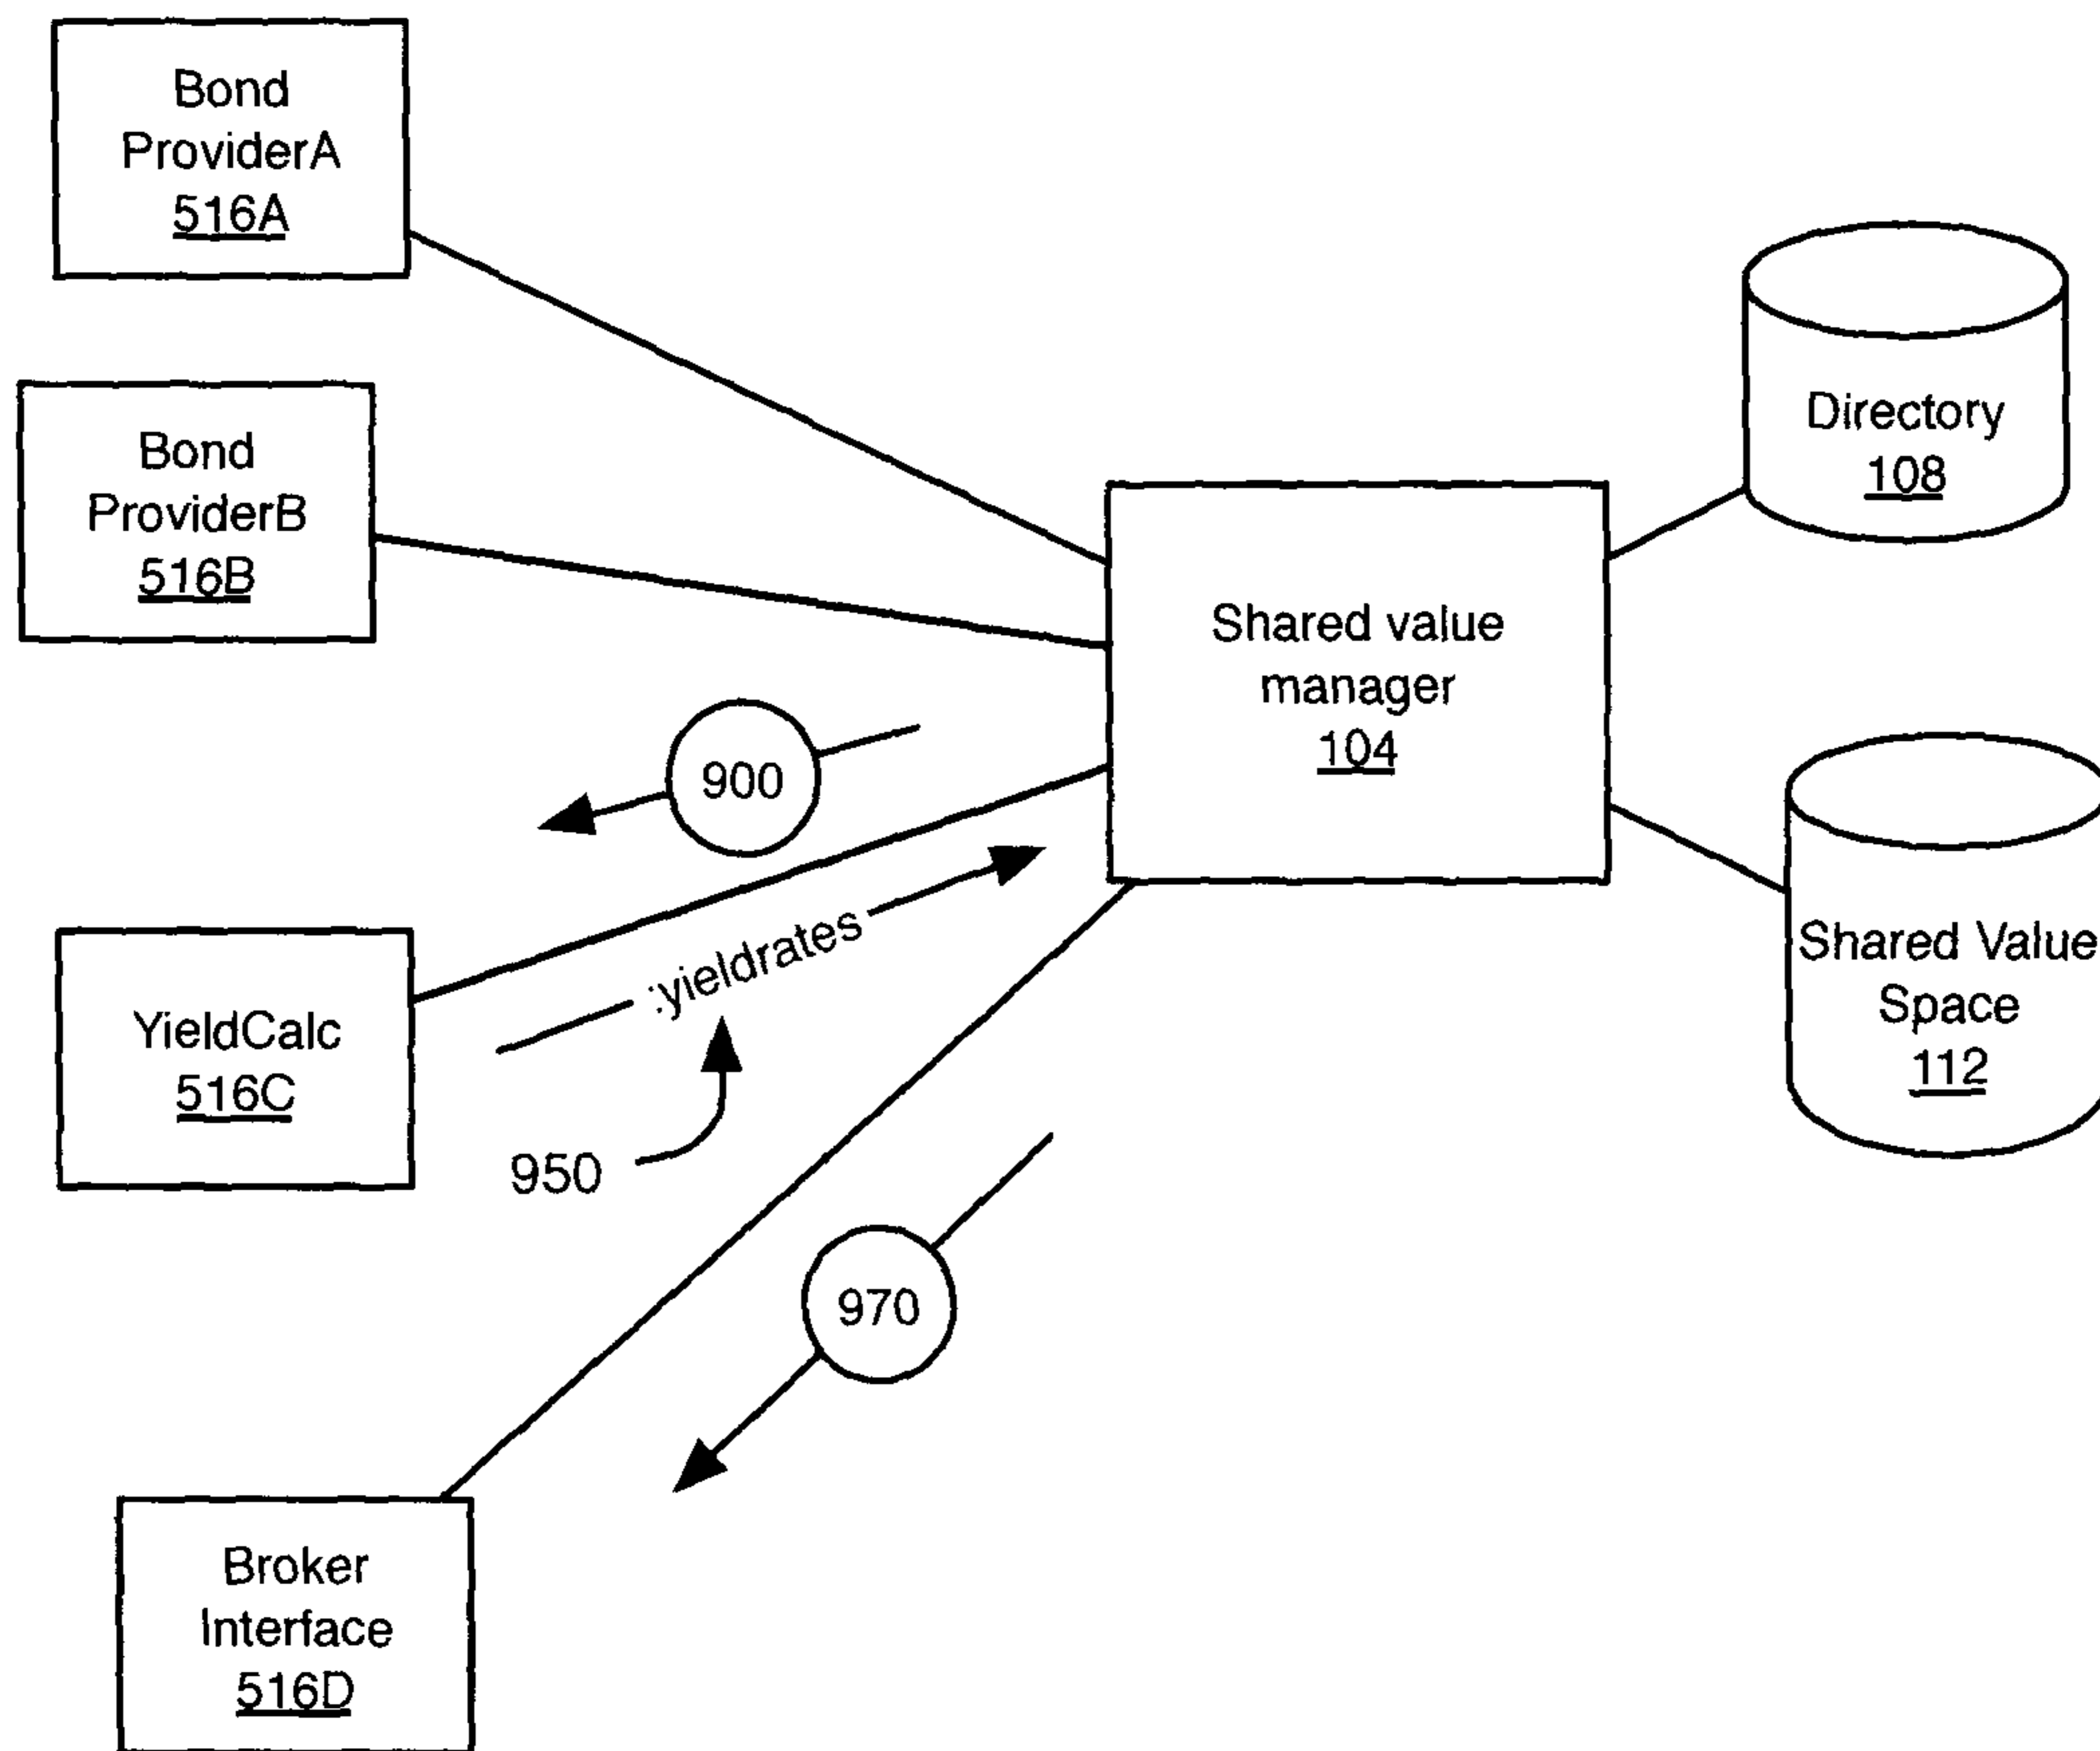 Bond
ProviderA
516A
Bond
ProviderB
516B
Directory
108
Shared value
manager
104
900
:yieldrates
YieldCalc
516C
950
Shared Value
Space
112
970
Broker
Interface
516D